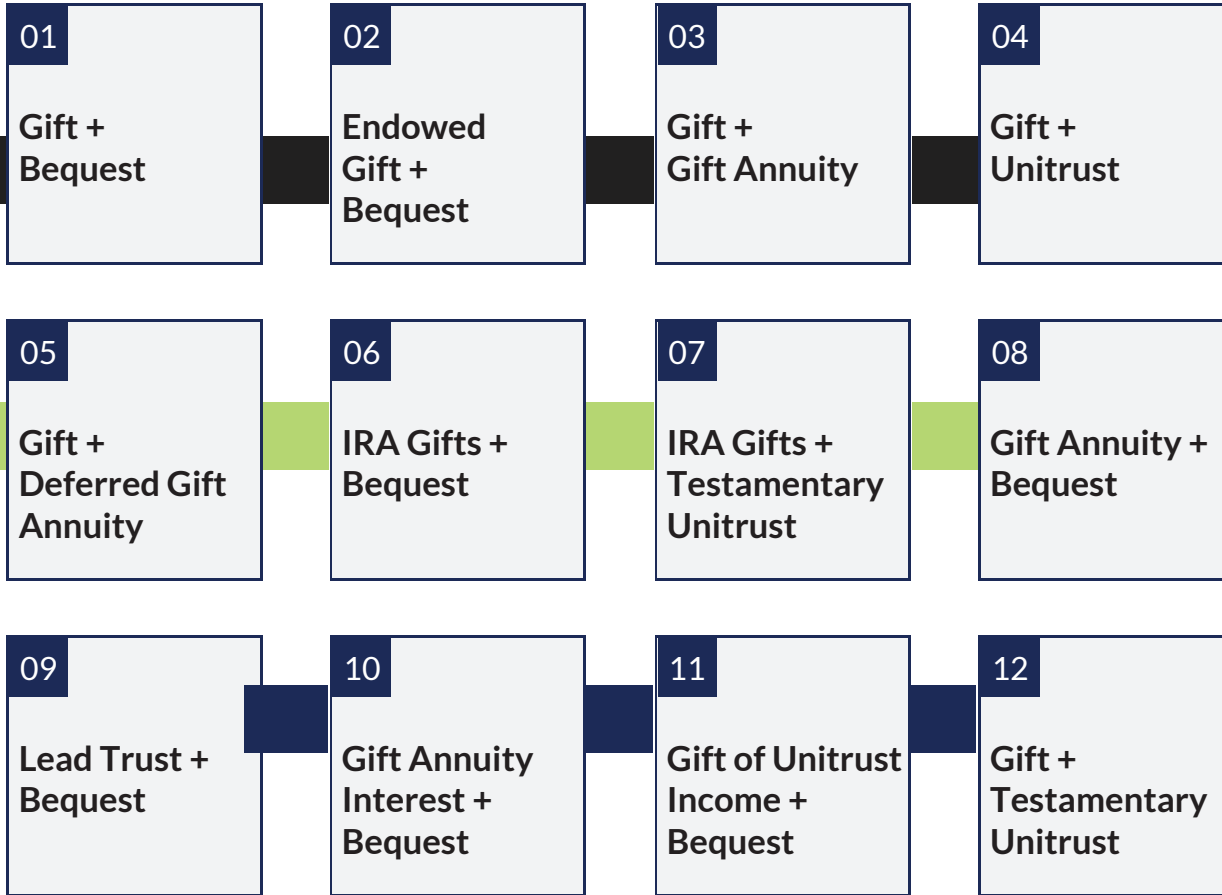 01
Gift +
Bequest
02
Endowed
Gift +
Bequest
03
Gift +
Gift Annuity
04
Gift +
Unitrust
05
Gift +
Deferred Gift
Annuity
06
IRA Gifts +
Bequest
07
IRA Gifts +
Testamentary
Unitrust
08
Gift Annuity +
Bequest
09
Lead Trust +
Bequest
10
Gift Annuity
Interest +
Bequest
11
Gift of Unitrust
Income +
Bequest
12
Gift +
Testamentary
Unitrust